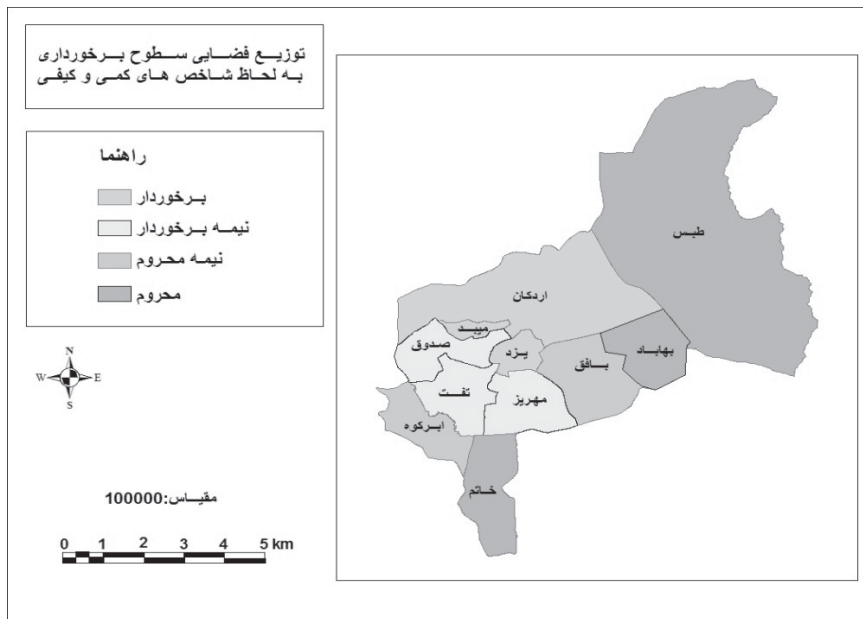 توزیع فضایی سطوح برخورداری
به لحاظ شاخص های کمی و کیفی
راهنما
برخوردار
نیمه برخوردار
نیمه محروم
محروم
N
W E
S
مقیاس:100000
0 1 2 3 4 5 km
طبس
اردکان
میبد
صدوق
یزد
بافق
بهاباد
تفت
مهریز
ابرکوه
خاتم